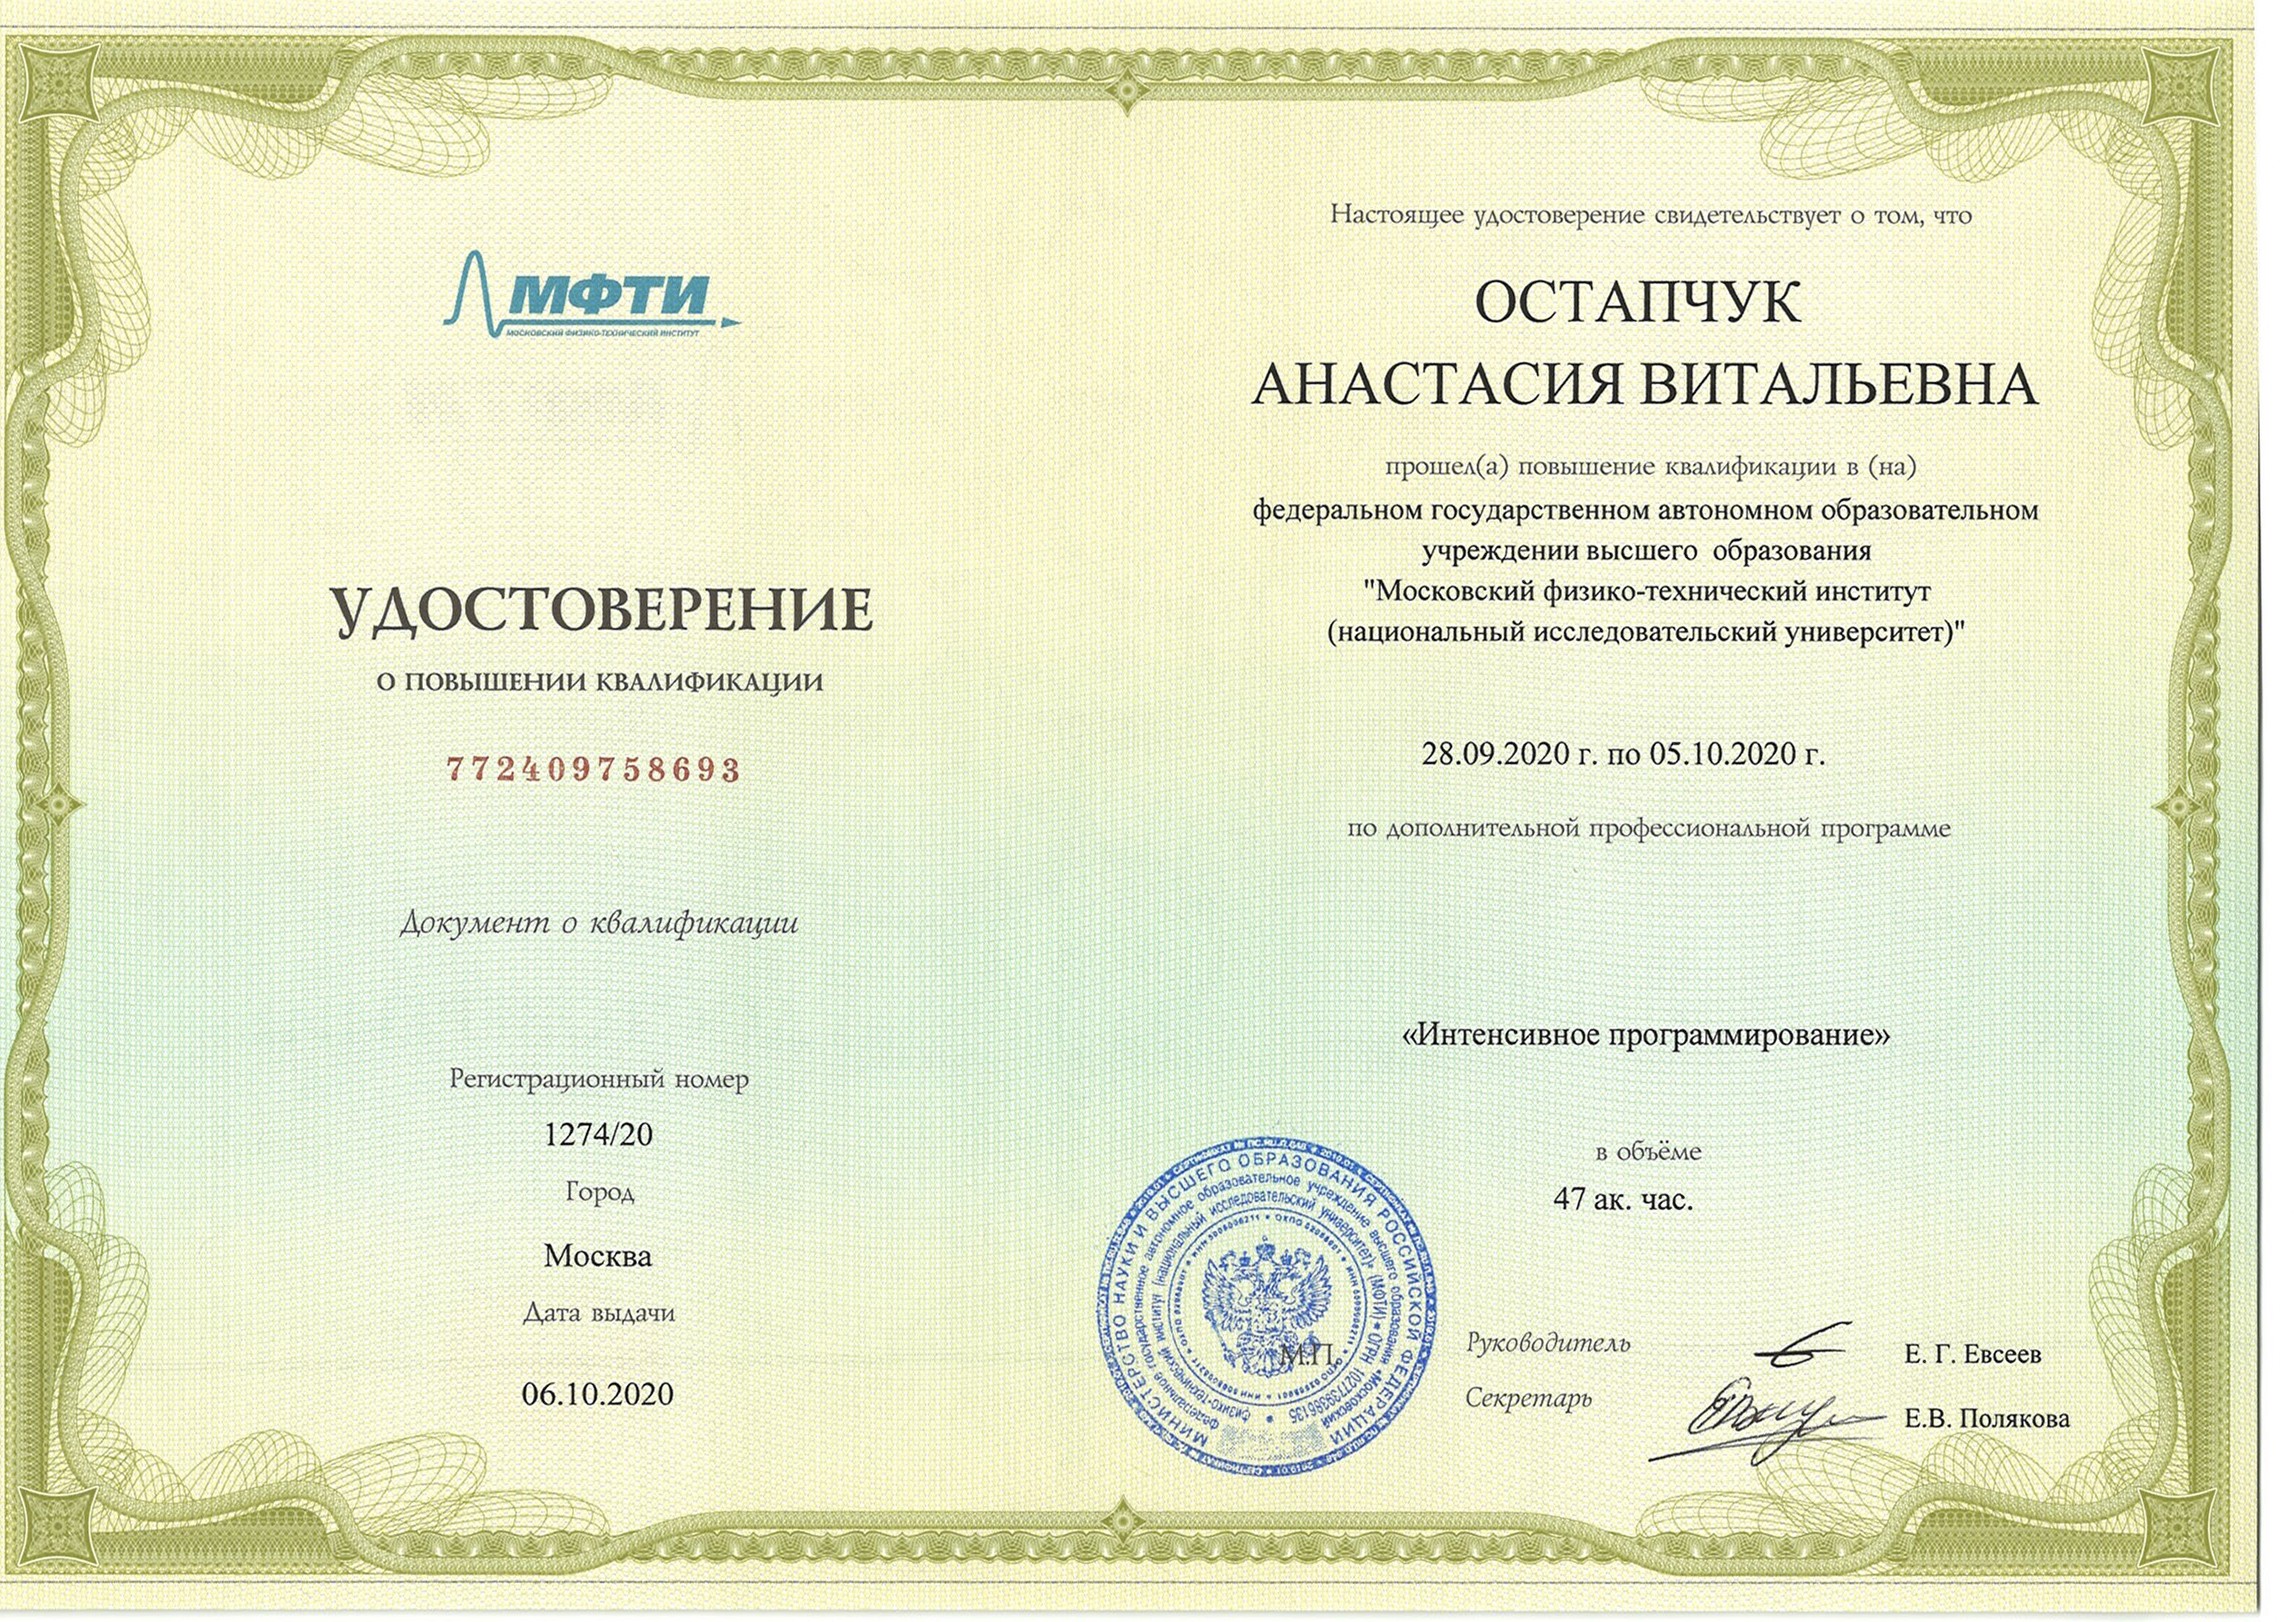 МФТИ
МОСКОВСКИЙ ФИЗИКО-ТЕХНИЧЕСКИЙ ИНСТИТУТ
УДОСТОВЕРЕНИЕ
О ПОВЫШЕНИИ КВАЛИФИКАЦИИ
772409758693
Документ о квалификации
Регистрационный номер
1274/20
Город
Москва
Дата выдачи
06.10.2020
Настоящее удостоверение свидетельствует о том, что
ОСТАПЧУК
АНАСТАСИЯ ВИТАЛЬЕВНА
прошел(а) повышение квалификации в (на)
федеральном государственном автономном образовательном
учреждении высшего образования
"Московский физико-технический институт
(национальный исследовательский университет)"
28.09.2020 г. по 05.10.2020 г.
по дополнительной профессиональной программе
«Интенсивное программирование»
в объёме
47 ак. час.
МИНИСТЕРСТВО НАУКИ И ВЫСШЕГО ОБРАЗОВАНИЯ РОССИЙСКОЙ ФЕДЕРАЦИИ
федеральное государственное автономное образовательное учреждение высшего образования «Московский
физико-технический институт (национальный исследовательский университет)» (МФТИ)
М.П.
Руководитель
Е. Г. Евсеев
Секретарь
Е.В. Полякова